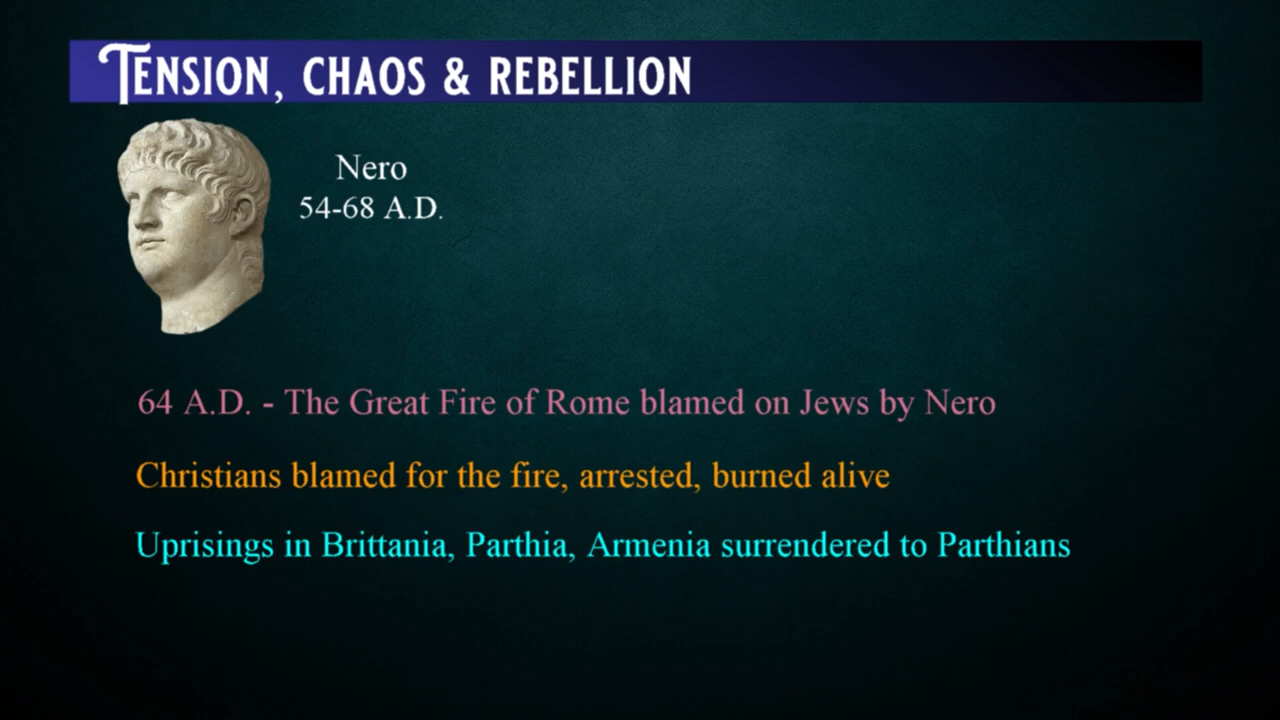 TENSION, CHAOS & REBELLION
Nero
54-68 A.D.
64 A.D. - The Great Fire of Rome blamed on Jews by Nero
Christians blamed for the fire, arrested, burned alive
Uprisings in Brittania, Parthia, Armenia surrendered to Parthians